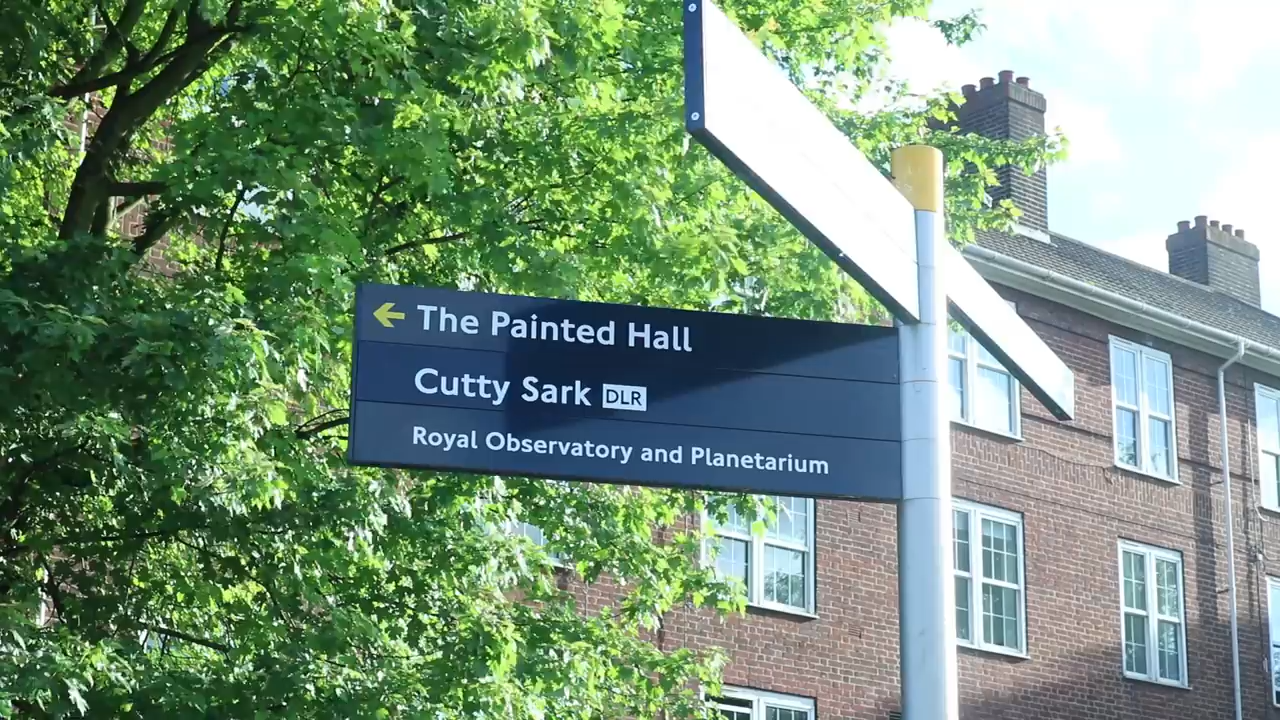 The Painted Hall
Cutty Sark DLR
Royal Observatory and Planetarium